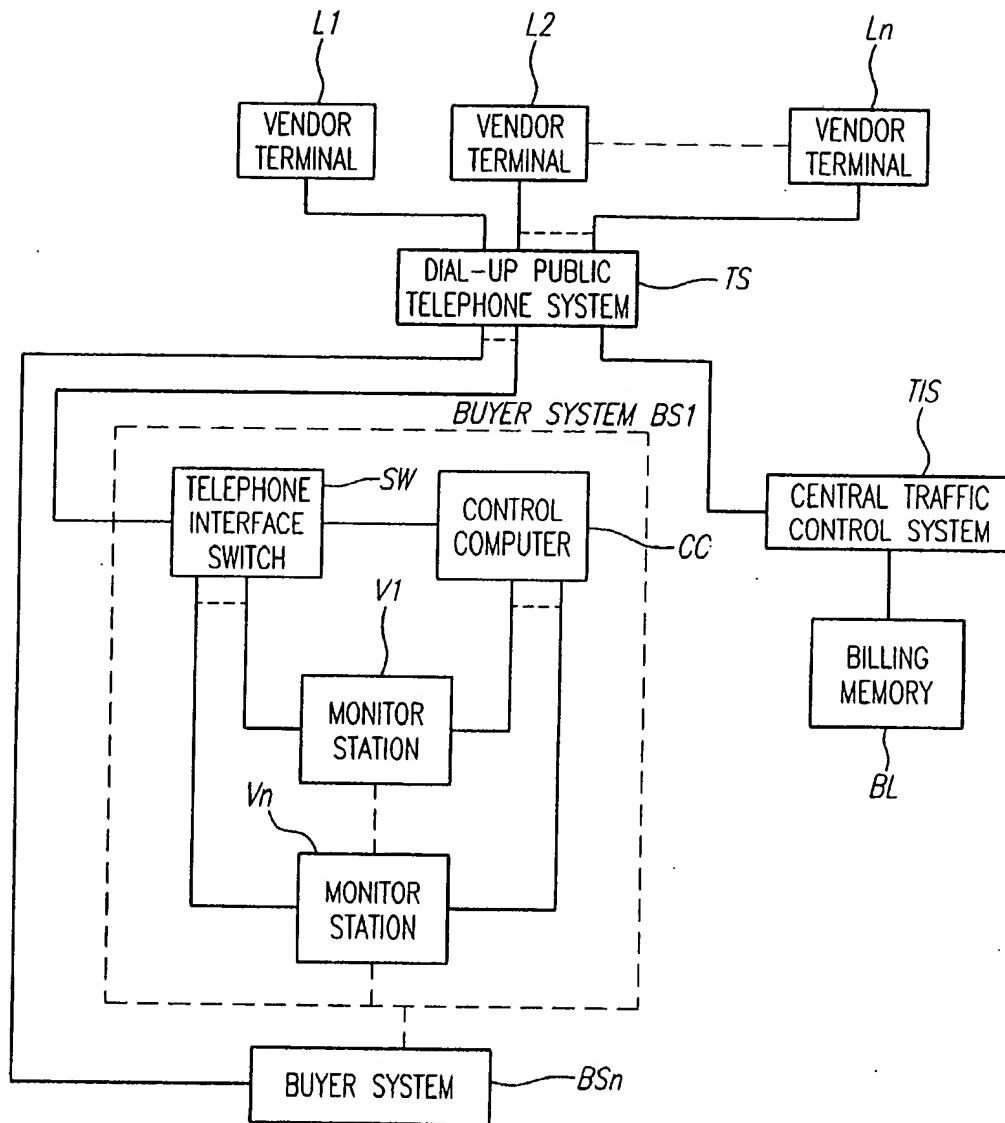 L1
L2
Ln
VENDOR
TERMINAL
VENDOR
TERMINAL
VENDOR
TERMINAL
DIAL-UP PUBLIC
TELEPHONE SYSTEM
TS
BUYER SYSTEM BS1
TIS
TELEPHONE
INTERFACE
SWITCH
SW
CONTROL
COMPUTER
CC
CENTRAL TRAFFIC
CONTROL SYSTEM
V1
MONITOR
STATION
BILLING
MEMORY
BL
Vn
MONITOR
STATION
BUYER SYSTEM
BSn